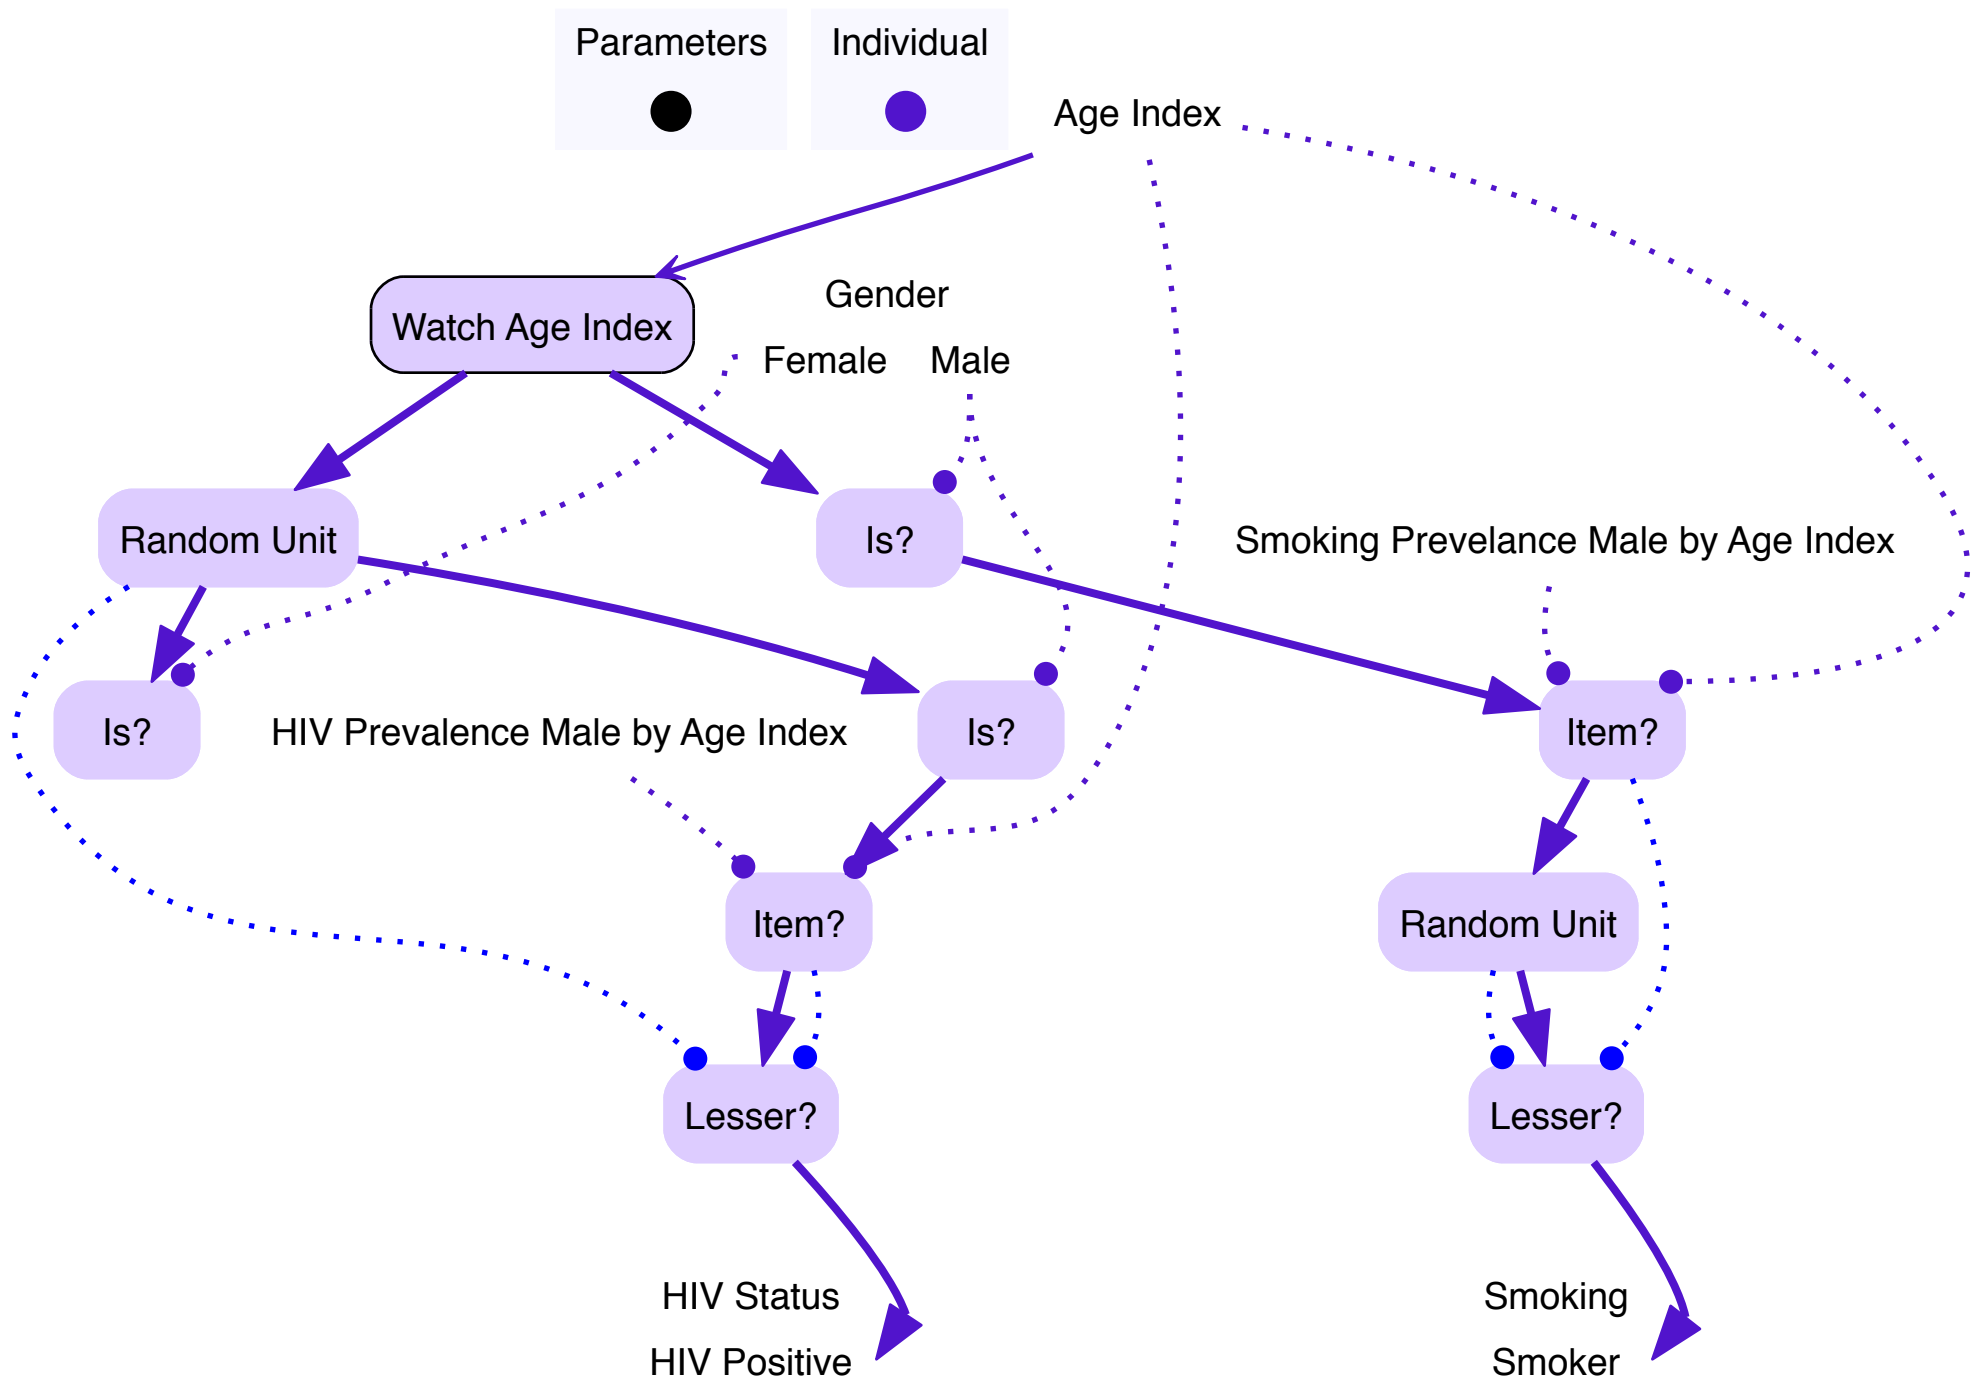 Parameters
Individual
Age Index
Gender
Watch Age Index
Female
Male
Random Unit
Is?
Smoking Prevelance Male by Age Index
Is?
HIV Prevalence Male by Age Index
Is?
Item?
Item?
Random Unit
Lesser?
Lesser?
HIV Status
HIV Positive
Smoking
Smoker